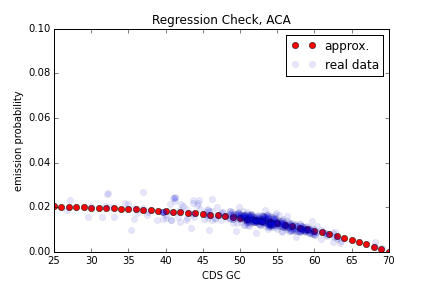 Regression Check, ACA
0.10
0.08
0.06
0.04
0.02
0.00
emission probability
approx.
real data
25 30 35 40 45 50 55 60 65 70
CDS GC